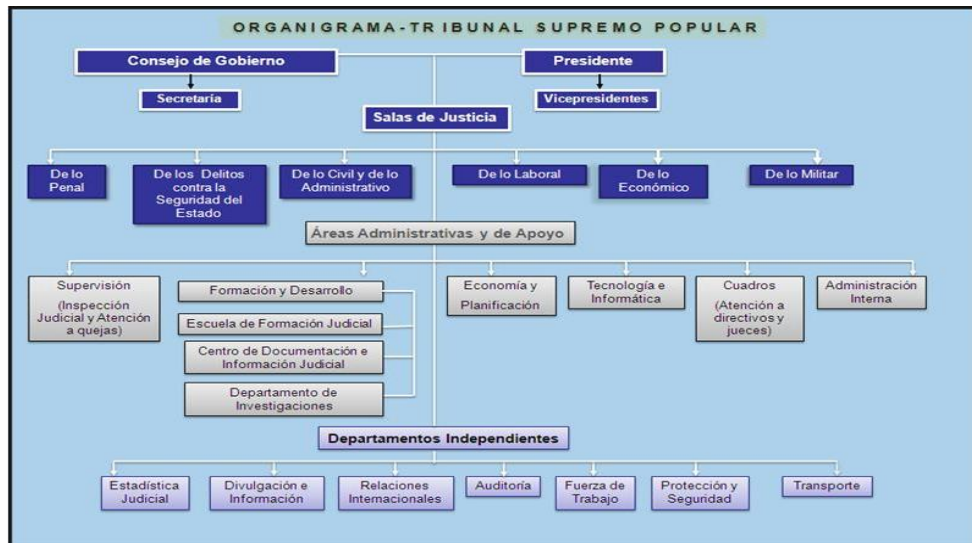 ORGANIGRAMA-TRIBUNAL SUPREMO POPULAR
Consejo de Gobierno
Presidente
Secretaría
Vicepresidentes
Salas de Justicia
De lo
Penal
De los Delitos
contra la
Seguridad del
Estado
De lo Civil y de lo
Administrativo
De lo Laboral
De lo
Económico
De lo Militar
Áreas Administrativas y de Apoyo
Supervisión
(Inspección
Judicial y Atención
a quejas)
Formación y Desarrollo
Escuela de Formación Judicial
Centro de Documentación e
Información Judicial
Departamento de
Investigaciones
Economía y
Planificación
Tecnología e
Informática
Cuadros
(Atención a
directivos y
jueces)
Administración
Interna
Departamentos Independientes
Estadística
Judicial
Divulgación e
Información
Relaciones
Internacionales
Auditoría
Fuerza de
Trabajo
Protección y
Seguridad
Transporte